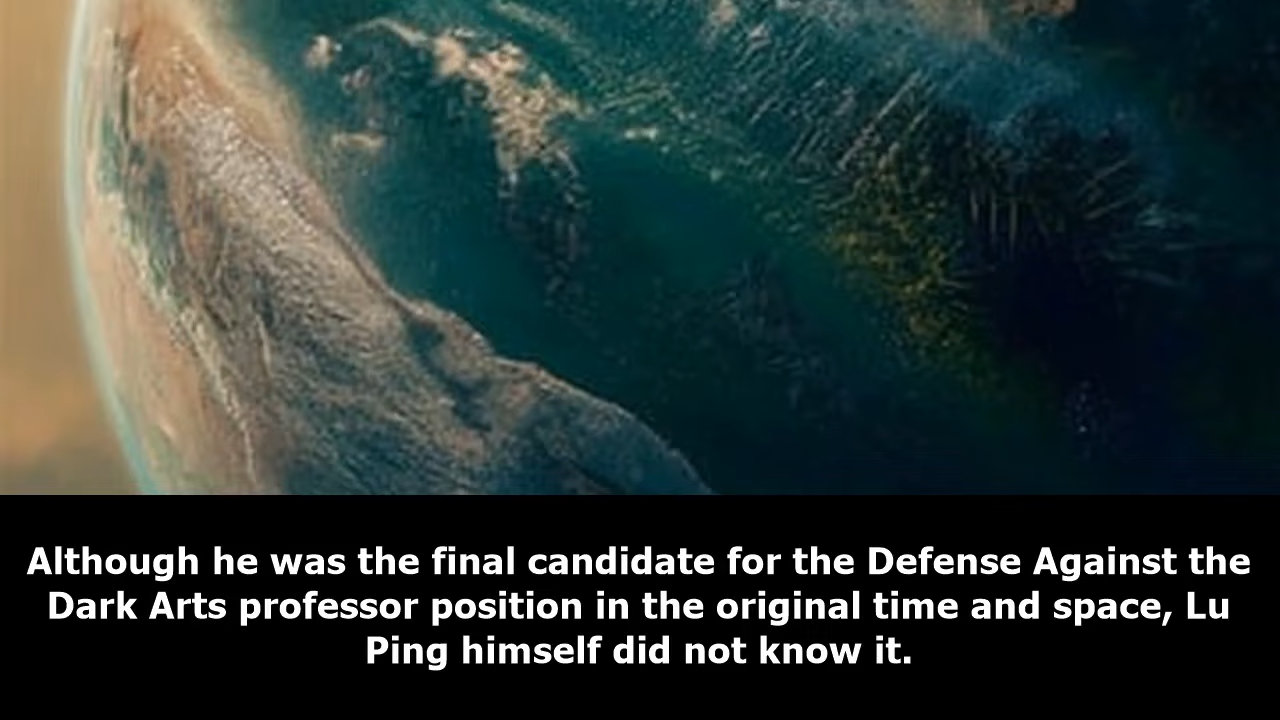 Although he was the final candidate for the Defense Against the
Dark Arts professor position in the original time and space, Lu
Ping himself did not know it.